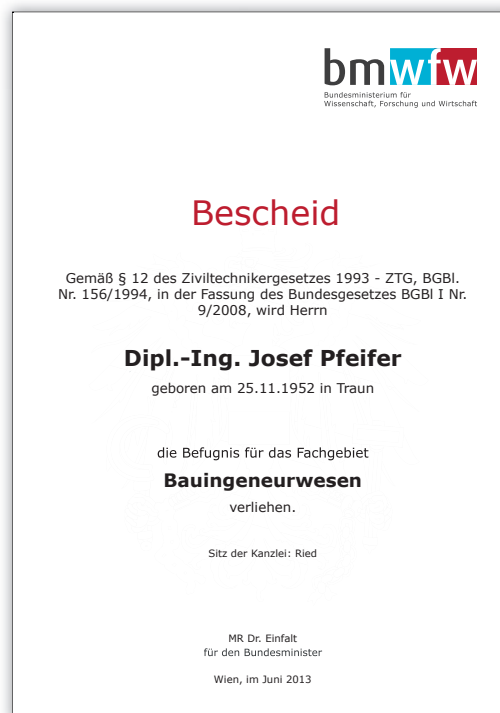 bmwfw
Bundesministerium für
Wissenschaft, Forschung und Wirtschaft
Bescheid
Gemäß § 12 des Ziviltechnikergesetzes 1993 - ZTG, BGBl.
Nr. 156/1994, in der Fassung des Bundesgesetzes BGBl I Nr.
9/2008, wird Herrn
Dipl.-Ing. Josef Pfeifer
geboren am 25.11.1952 in Traun
die Befugnis für das Fachgebiet
Bauingeneurwesen
verliehen.
Sitz der Kanzlei: Ried
MR Dr. Einfalt
für den Bundesminister
Wien, im Juni 2013